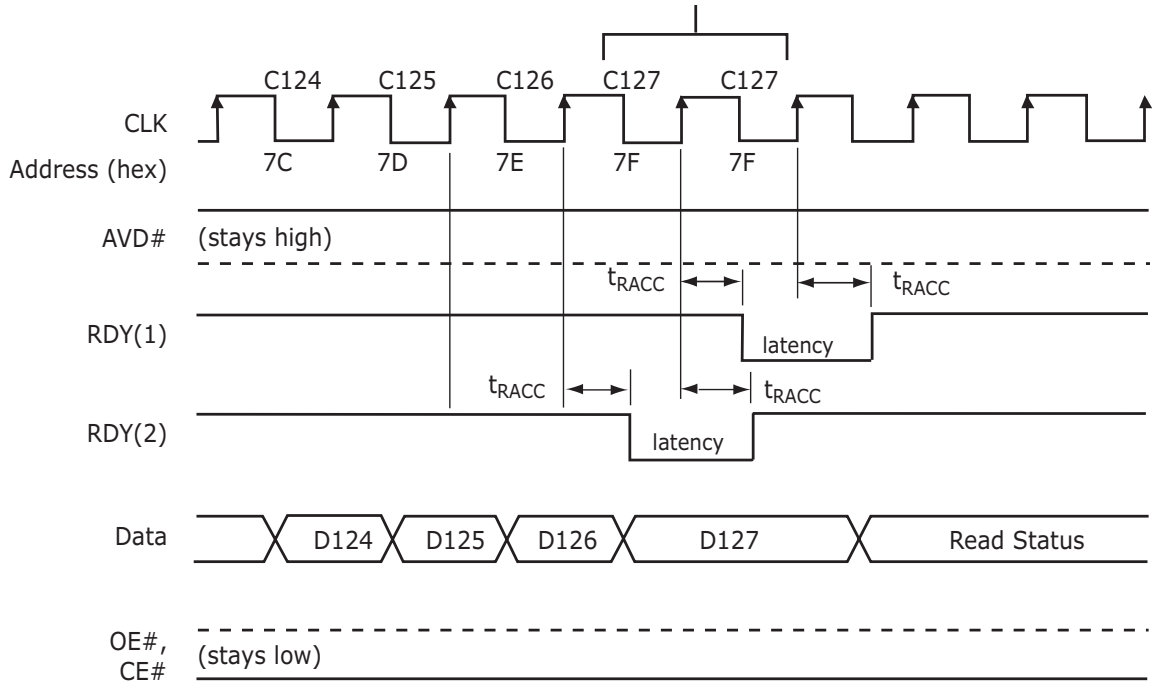 C124 C125 C126 C127 C127
CLK
Address (hex) 7C 7D 7E 7F 7F
AVD# (stays high)
tRACC tRACC
RDY(1) latency
tRACC tRACC
RDY(2) latency
Data D124 D125 D126 D127 Read Status
OE#,
CE# (stays low)